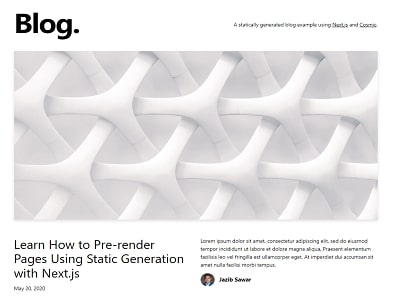 Blog.
A statically generated blog example using Next.js and Cosmic.
Learn How to Pre-render
Pages Using Static Generation
with Next.js
May 20, 2020
Lorem ipsum dolor sit amet, consectetur adipiscing elit, sed do eiusmod
tempor incididunt ut labore et dolore magna aliqua. Praesent elementum
facilisis leo vel fringilla est ullamcorper eget. At imperdiet dui accumsan sit
amet nulla facilisi morbi tempus.
Jazib Sawar